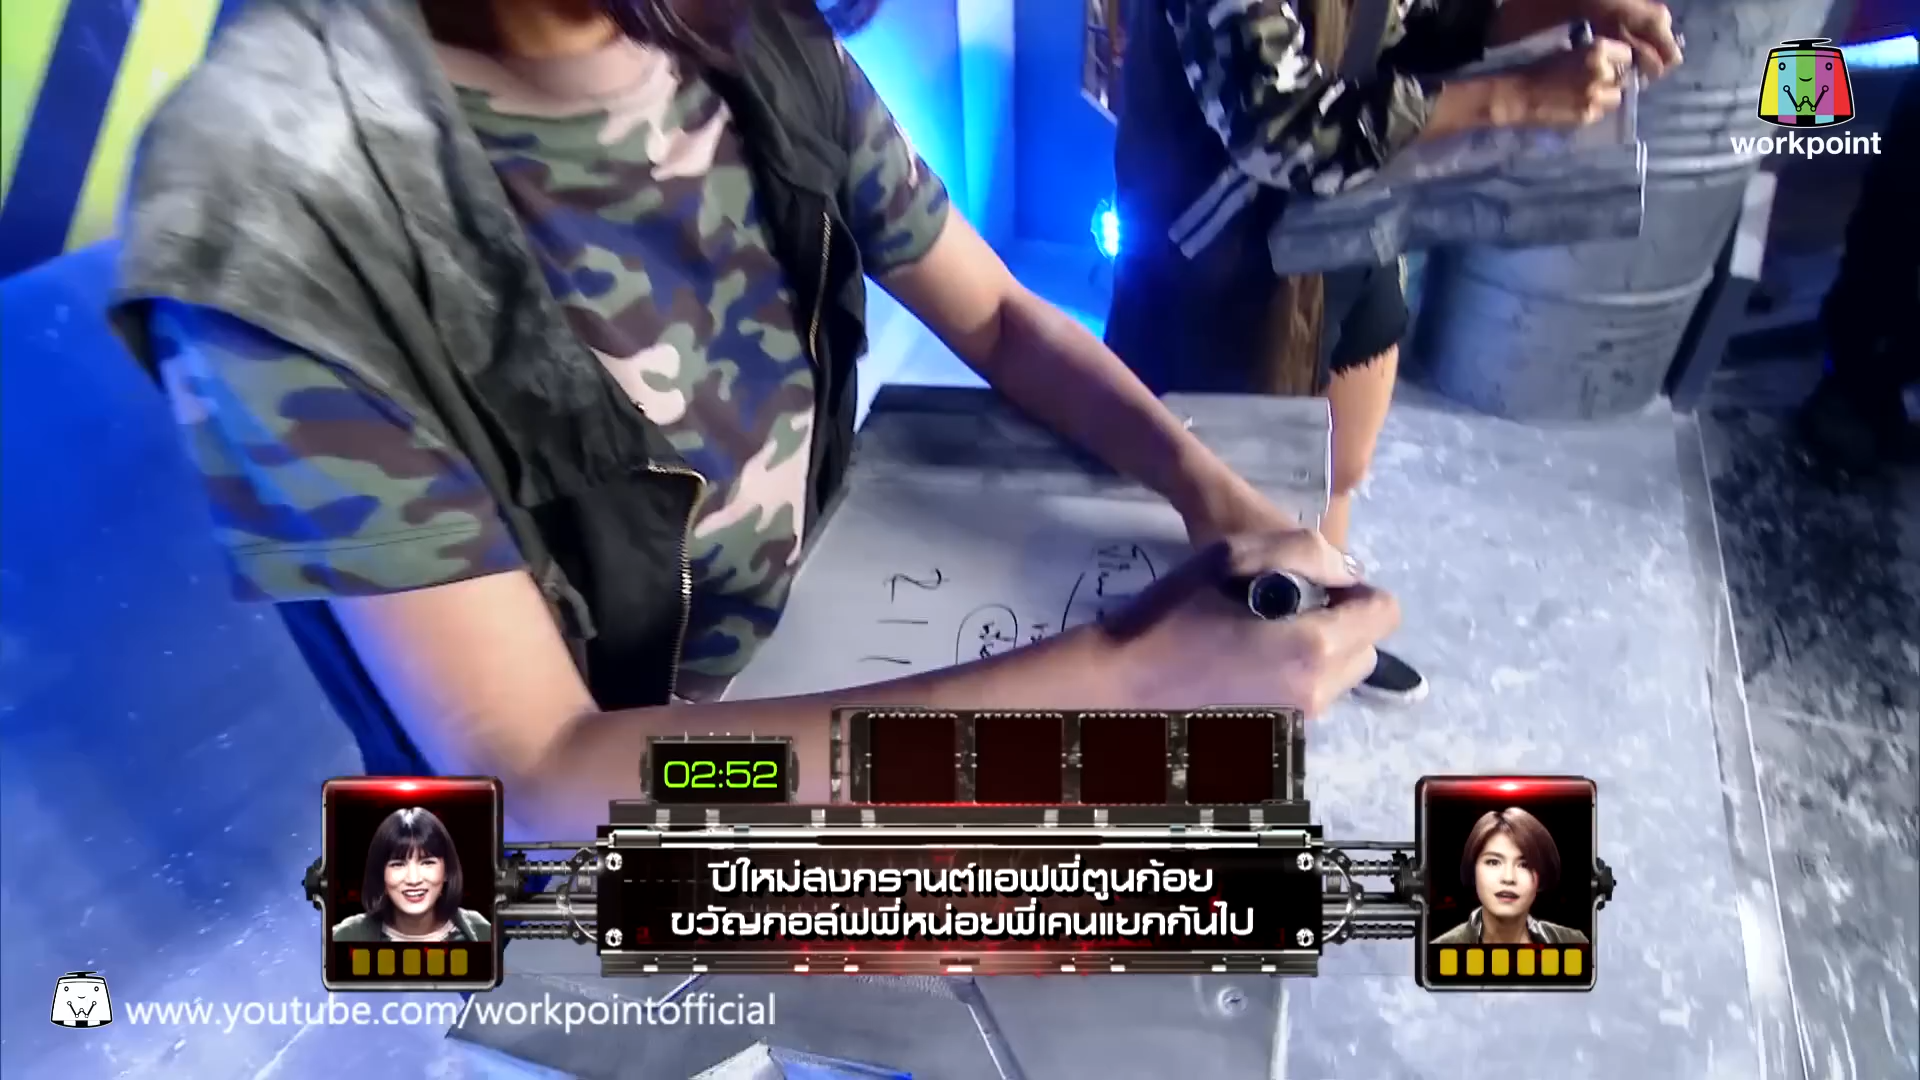 workpoint
21
1
02:52
ปีใหม่สงกรานต์แอฟพี่ตูนก้อย
ขวัญกอล์ฟพี่หน่อยพี่เคนแยกกันไป
www.youtube.com/workpointofficial